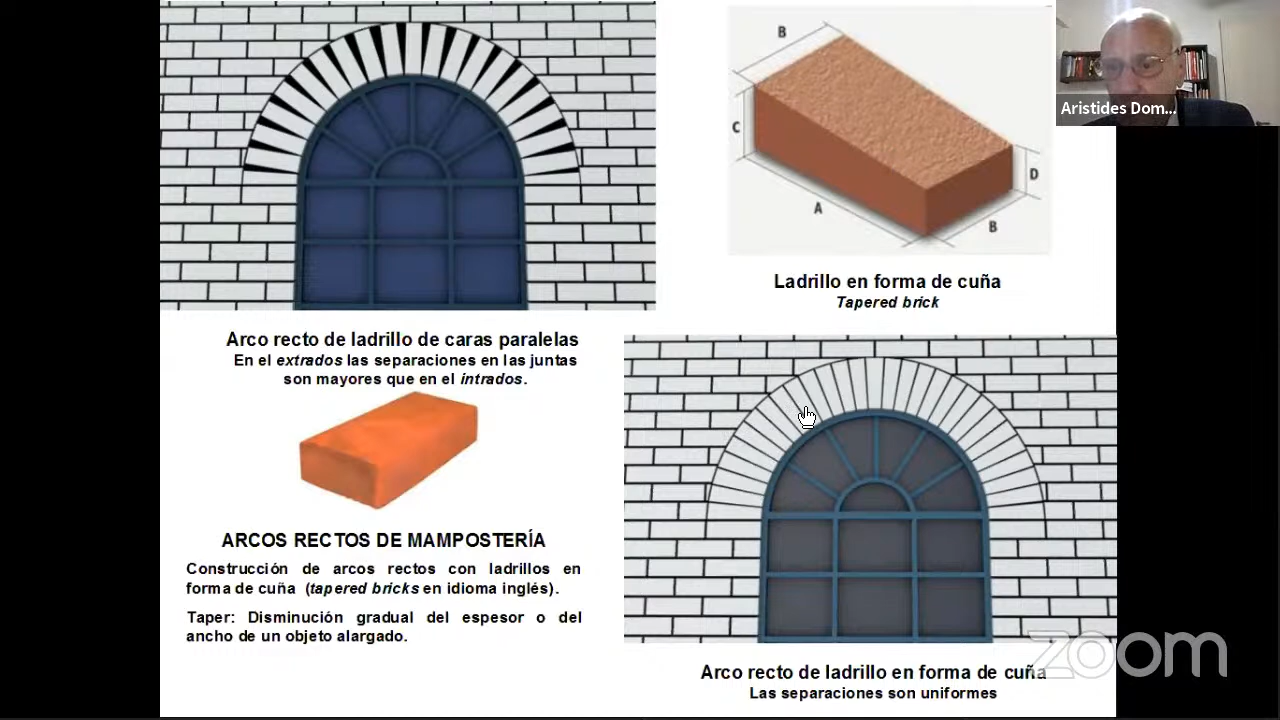 B
C
A
D
B
Aristides Dom...
Ladrillo en forma de cuña
Tapered brick
Arco recto de ladrillo de caras paralelas
En el extrados las separaciones en las juntas
son mayores que en el intrados.
ARCOS RECTOS DE MAMPOSTERÍA
Construcción de arcos rectos con ladrillos en
forma de cuña (tapered bricks en idioma inglés).
Taper: Disminución gradual del espesor o del
ancho de un objeto alargado.
Arco recto de ladrillo en forma de cuña
Las separaciones son uniformes
zoom